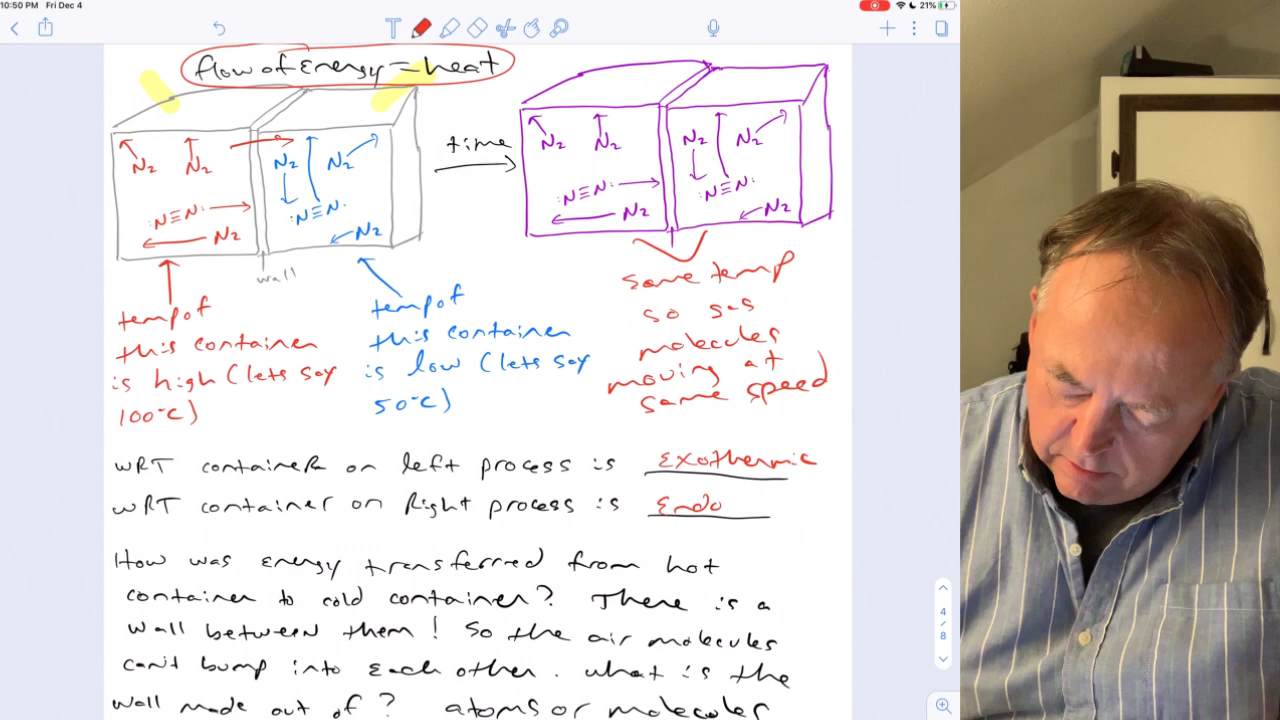 10:50 PM Fri Dec 4
21%
T
flow of Energy = heat
N2 N2 N2 N2
:N≡N: :N≡N:
N2 N2
wall
time
N2 N2 N2 N2
:N≡N: :N≡N:
N2 N2
temp of
this container
is high (lets say
100°C)
temp of
this container
is low (lets say
50°C)
same temp
so gas
molecules
moving at
same speed
WRT container on left process is Exothermic
WRT container on Right process is Endo
How was energy transferred from hot
container to cold container? There is a
wall between them! So the air molecules
can't bump into each other. what is the
wall made out of? atoms or molecules
4
/
8